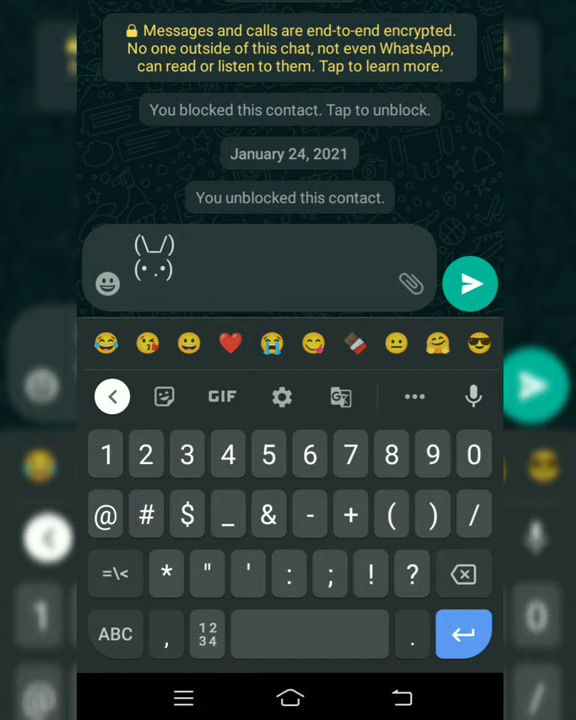 🔒 Messages and calls are end-to-end encrypted.
No one outside of this chat, not even WhatsApp,
can read or listen to them. Tap to learn more.
You blocked this contact. Tap to unblock.
January 24, 2021
You unblocked this contact.
(\_/)
(• .•)
GIF
1 2 3 4 5 6 7 8 9 0
@ # $ _ & - + ( ) /
=\< * " ' : ; ! ?
ABC , 12 34 .